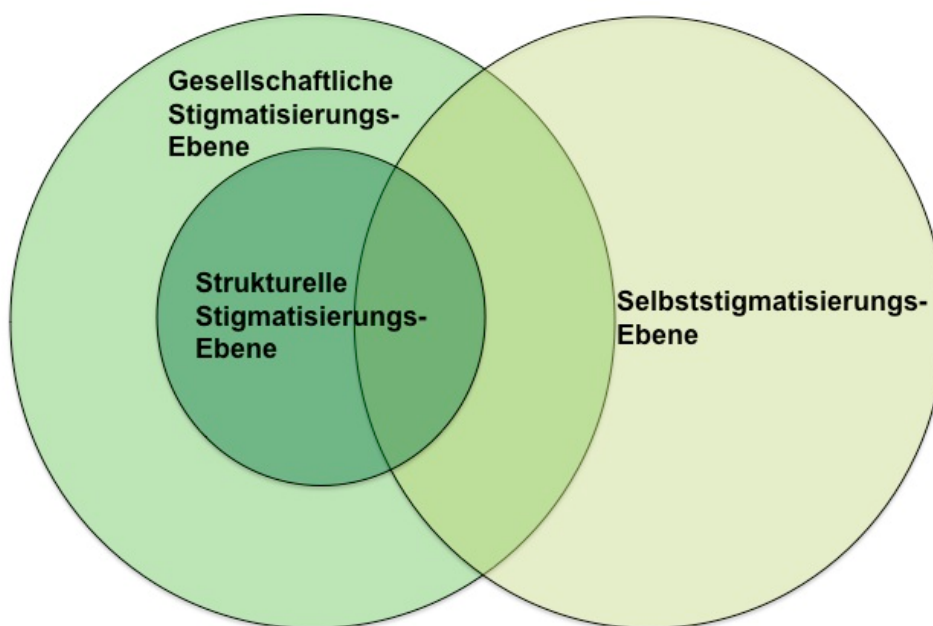 Gesellschaftliche
Stigmatisierungs-
Ebene
Strukturelle
Stigmatisierungs-
Ebene
Selbststigmatisierungs-
Ebene